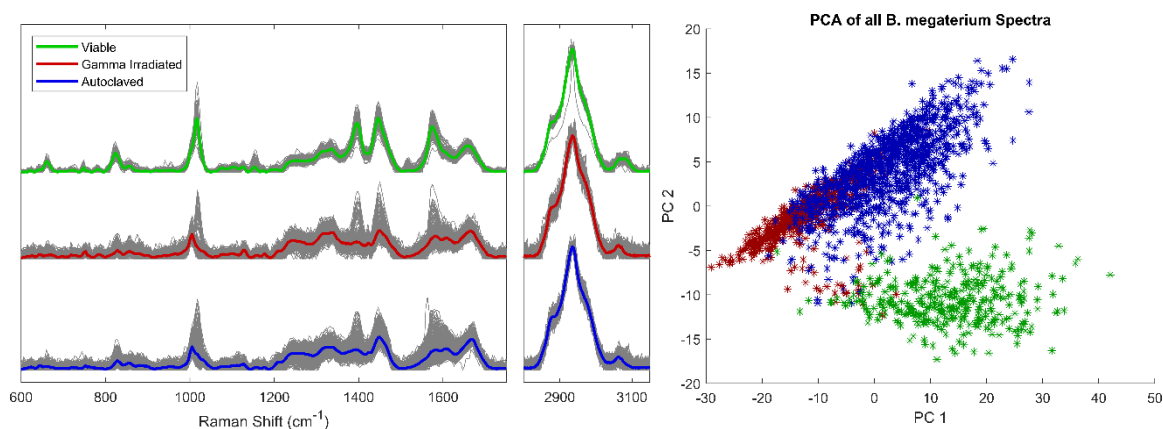 Viable
Gamma Irradiated
Autoclaved
600 800 1000 1200 1400 1600
2900 3100
Raman Shift (cm⁻¹)
PCA of all B. megaterium Spectra
20
15
10
5
0
-5
-10
-15
-20
PC 2
-30 -20 -10 0 10 20 30 40 50
PC 1